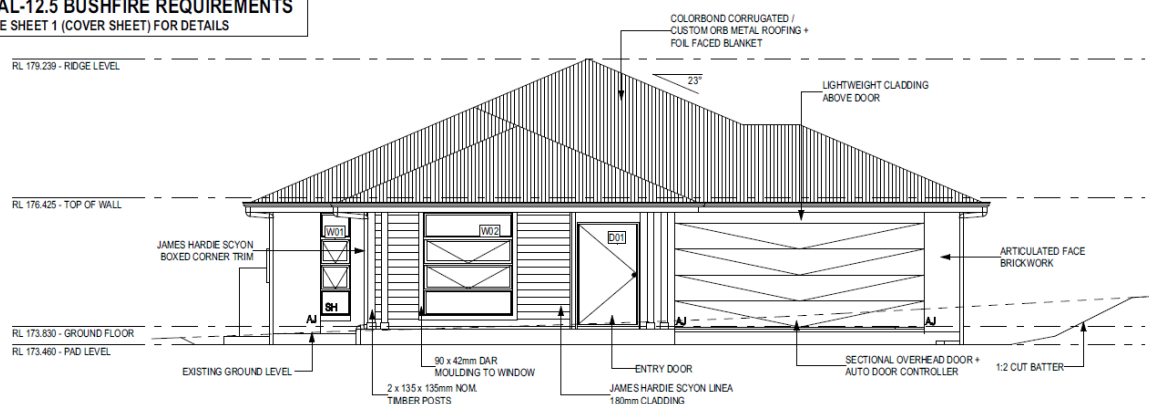 AL-12.5 BUSHFIRE REQUIREMENTS
E SHEET 1 (COVER SHEET) FOR DETAILS
COLORBOND CORRUGATED /
CUSTOM ORB METAL ROOFING +
FOIL FACED BLANKET
RL 179.239 - RIDGE LEVEL
23°
LIGHTWEIGHT CLADDING
ABOVE DOOR
RL 176.425 - TOP OF WALL
W01
W02
D01
JAMES HARDIE SCYON
BOXED CORNER TRIM
ARTICULATED FACE
BRICKWORK
SH
AJ
AJ
AJ
RL 173.830 - GROUND FLOOR
RL 173.460 - PAD LEVEL
EXISTING GROUND LEVEL
90 x 42mm DAR
MOULDING TO WINDOW
2 x 135 x 135mm NOM.
TIMBER POSTS
ENTRY DOOR
JAMES HARDIE SCYON LINEA
180mm CLADDING
SECTIONAL OVERHEAD DOOR +
AUTO DOOR CONTROLLER
1:2 CUT BATTER